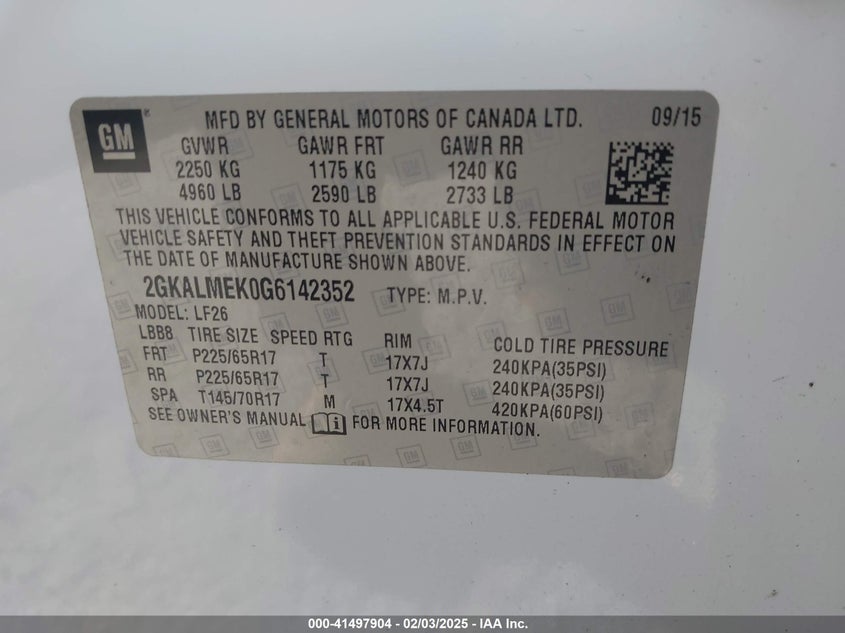 GM ® MFD BY GENERAL MOTORS OF CANADA LTD. 09/15
GVWR GAWR FRT GAWR RR
2250 KG 1175 KG 1240 KG
4960 LB 2590 LB 2733 LB
THIS VEHICLE CONFORMS TO ALL APPLICABLE U.S. FEDERAL MOTOR
VEHICLE SAFETY AND THEFT PREVENTION STANDARDS IN EFFECT ON
THE DATE OF MANUFACTURE SHOWN ABOVE.
2GKALMEK0G6142352 TYPE: M.P.V.
MODEL: LF26
LBB8 TIRE SIZE SPEED RTG RIM COLD TIRE PRESSURE
FRT P225/65R17 T 17X7J 240KPA(35PSI)
RR P225/65R17 T 17X7J 240KPA(35PSI)
SPA T145/70R17 M 17X4.5T 420KPA(60PSI)
SEE OWNER'S MANUAL i FOR MORE INFORMATION.
000-41497904 - 02/03/2025 - IAA Inc.